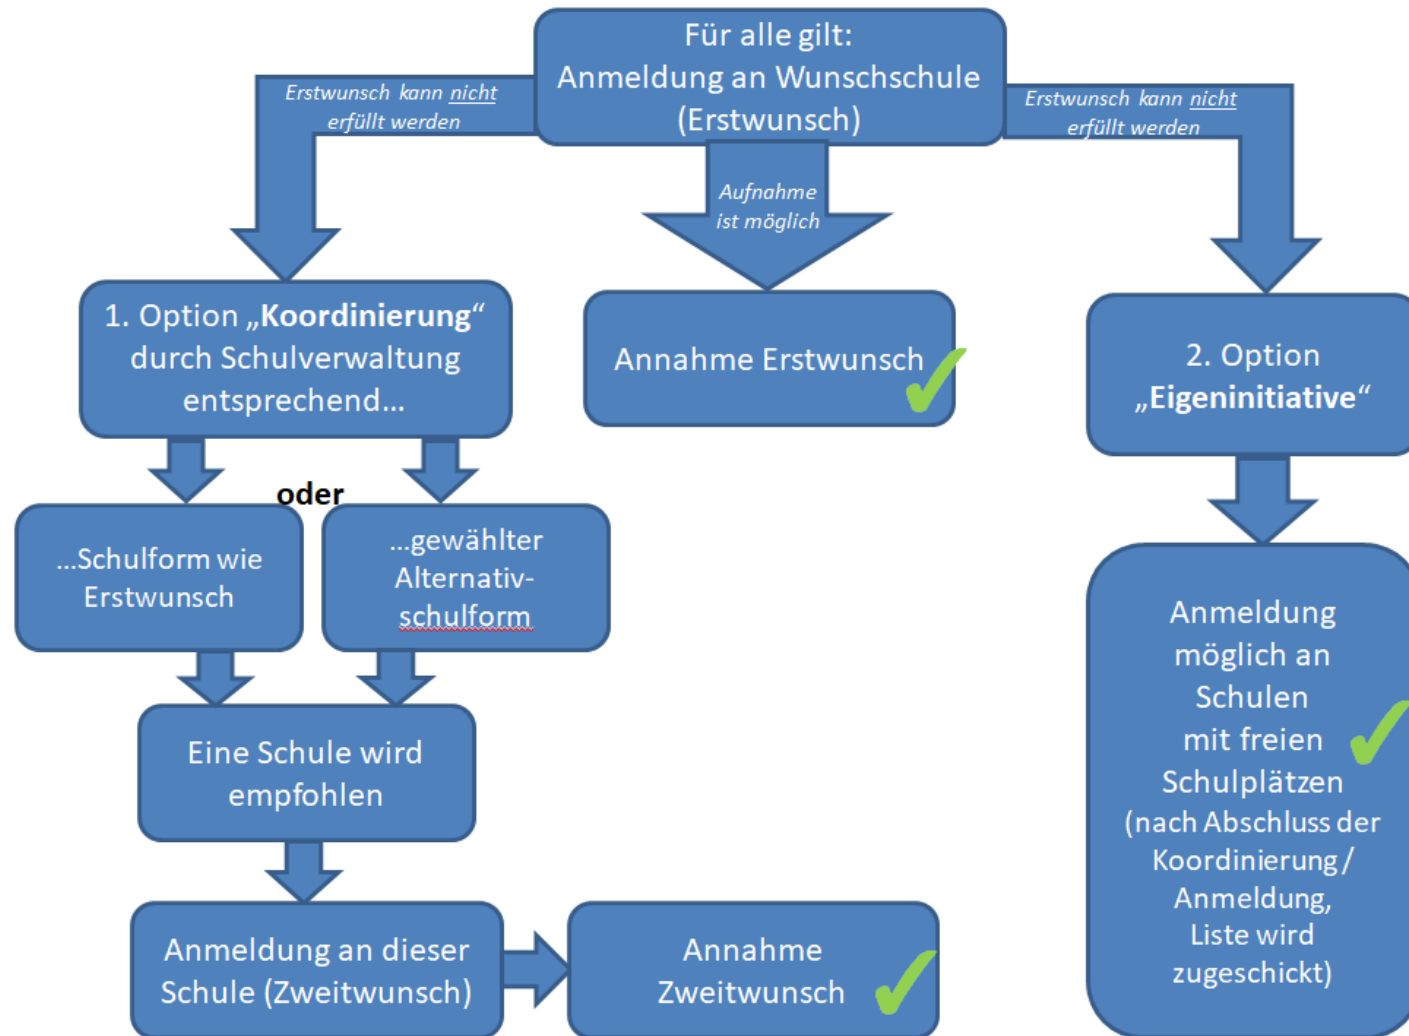 Für alle gilt:
Anmeldung an Wunschschule
(Erstwunsch)
Erstwunsch kann nicht
erfüllt werden
Erstwunsch kann nicht
erfüllt werden
Aufnahme
ist möglich
1. Option „Koordinierung“
durch Schulverwaltung
entsprechend...
Annahme Erstwunsch
2. Option
„Eigeninitiative“
oder
...Schulform wie
Erstwunsch
...gewählter
Alternativ-
schulform
Eine Schule wird
empfohlen
Anmeldung an dieser
Schule (Zweitwunsch)
Annahme
Zweitwunsch
Anmeldung
möglich an
Schulen
mit freien
Schulplätzen
(nach Abschluss der
Koordinierung/
Anmeldung,
Liste wird
zugeschickt)